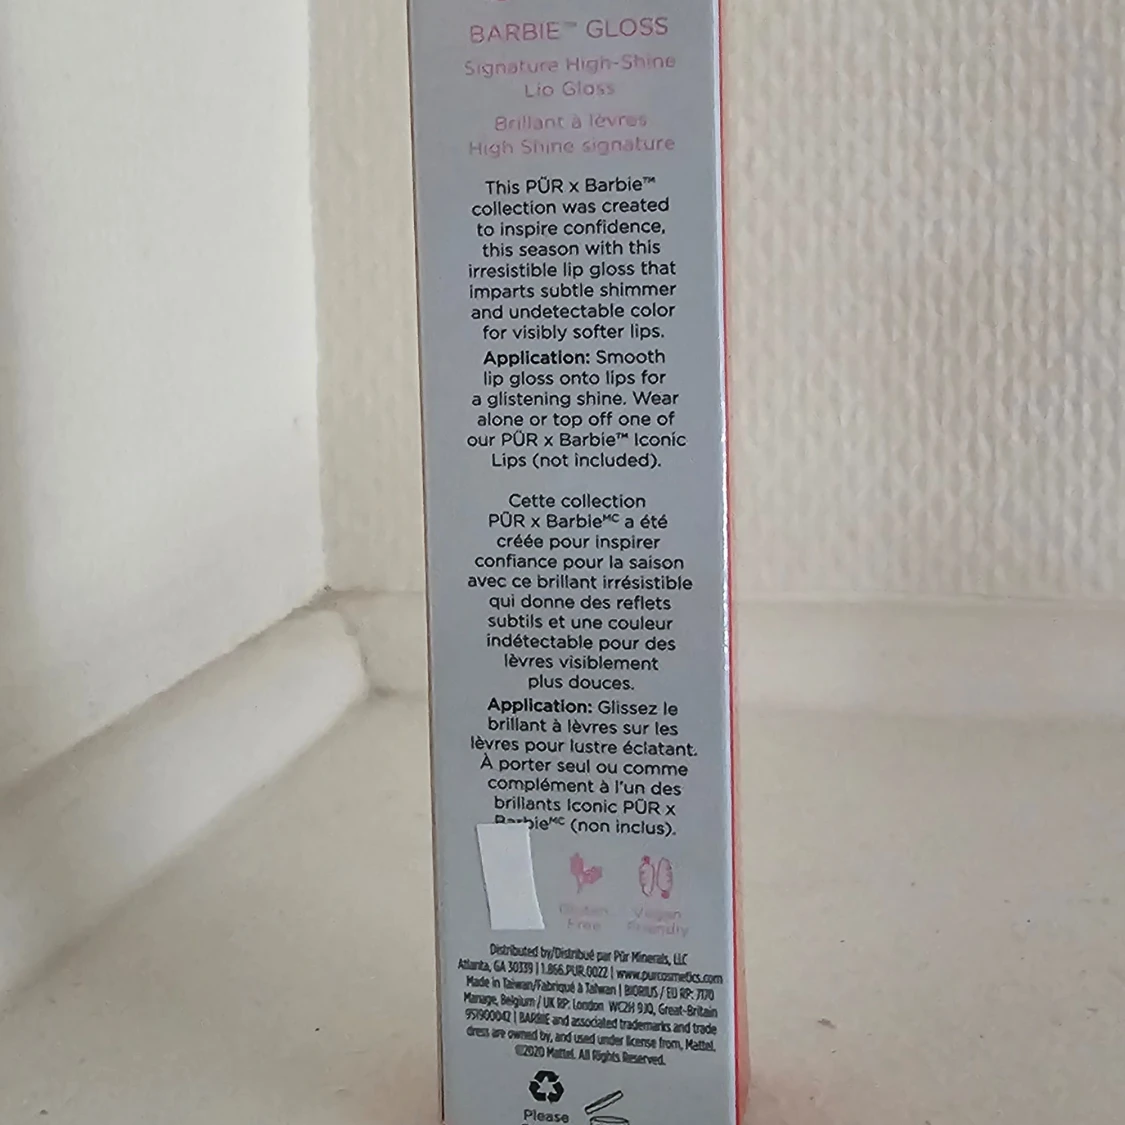 BARBIE™ GLOSS
Signature High-Shine
Lip Gloss
Brillant à lèvres
High Shine signature
This PÜR x Barbie™
collection was created
to inspire confidence,
this season with this
irresistible lip gloss that
imparts subtle shimmer
and undetectable color
for visibly softer lips.
Application: Smooth
lip gloss onto lips for
a glistening shine. Wear
alone or top off one of
our PÜR x Barbie™ Iconic
Lips (not included).
Cette collection
PÜR x Barbieᴹᶜ a été
créée pour inspirer
confiance pour la saison
avec ce brillant irrésistible
qui donne des reflets
subtils et une couleur
indétectable pour des
lèvres visiblement
plus douces.
Application: Glissez le
brillant à lèvres sur les
lèvres pour lustre éclatant.
À porter seul ou comme
complément à l'un des
brillants Iconic PÜR x
Barbieᴹᶜ (non inclus).
Gluten Free
Vegan Friendly
Distributed by/Distribué par Pür Minerals, LLC
Atlanta, GA 30339 | 1.866.PUR.0022 | www.purcosmetics.com
Made in Taiwan/Fabriqué à Taïwan | BIORIUS / EU RP: 7170
Manage, Belgium / UK RP: London WC2H 9JQ, Great-Britain
951900042 | BARBIE and associated trademarks and trade
dress are owned by, and used under license from, Mattel.
©2020 Mattel. All Rights Reserved.
Please